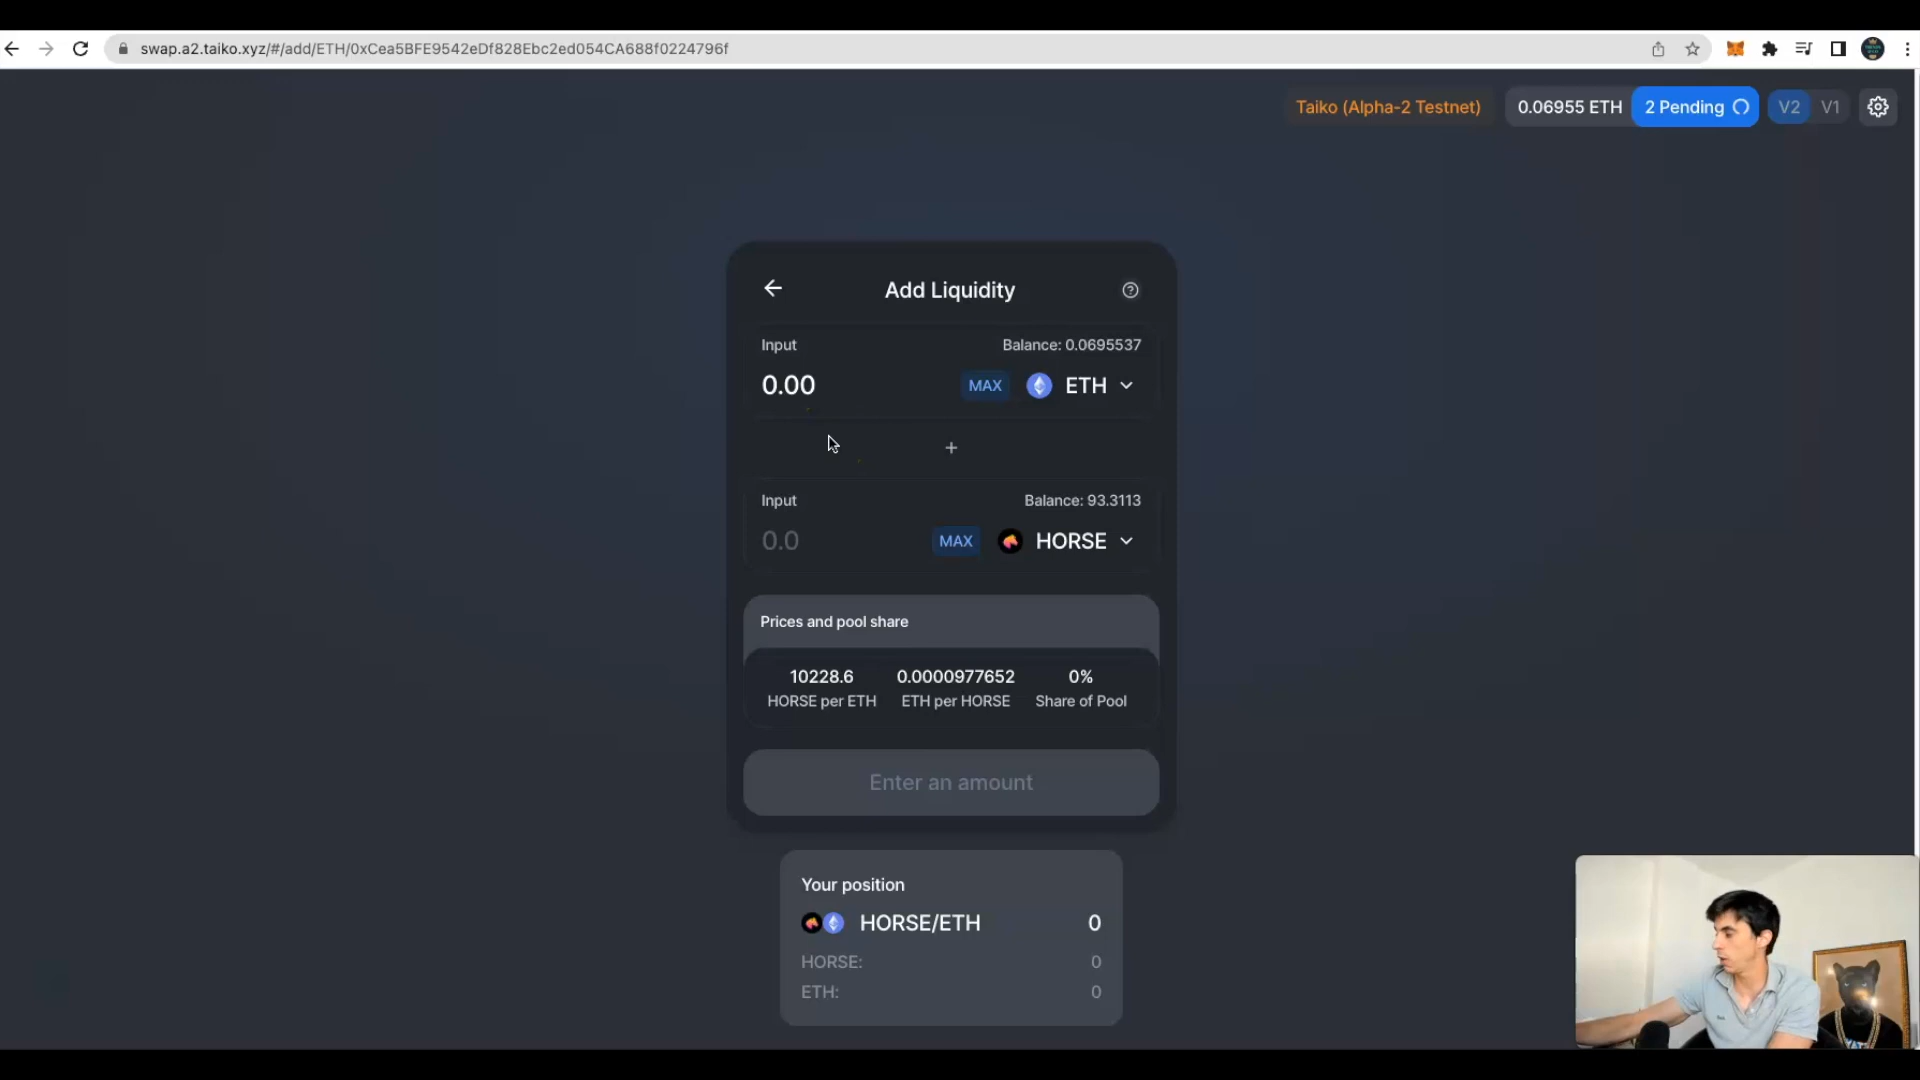 swap.a2.taiko.xyz/#/add/ETH/0xCea5BFE9542eDf828Ebc2ed054CA688f0224796f
Taiko (Alpha-2 Testnet) 0.06955 ETH 2 Pending V2 V1
Add Liquidity
Input Balance: 0.0695537
0.00 MAX ETH
+
Input Balance: 93.3113
0.0 MAX HORSE
Prices and pool share
10228.6 0.0000977652 0%
HORSE per ETH ETH per HORSE Share of Pool
Enter an amount
Your position
HORSE/ETH 0
HORSE: 0
ETH: 0